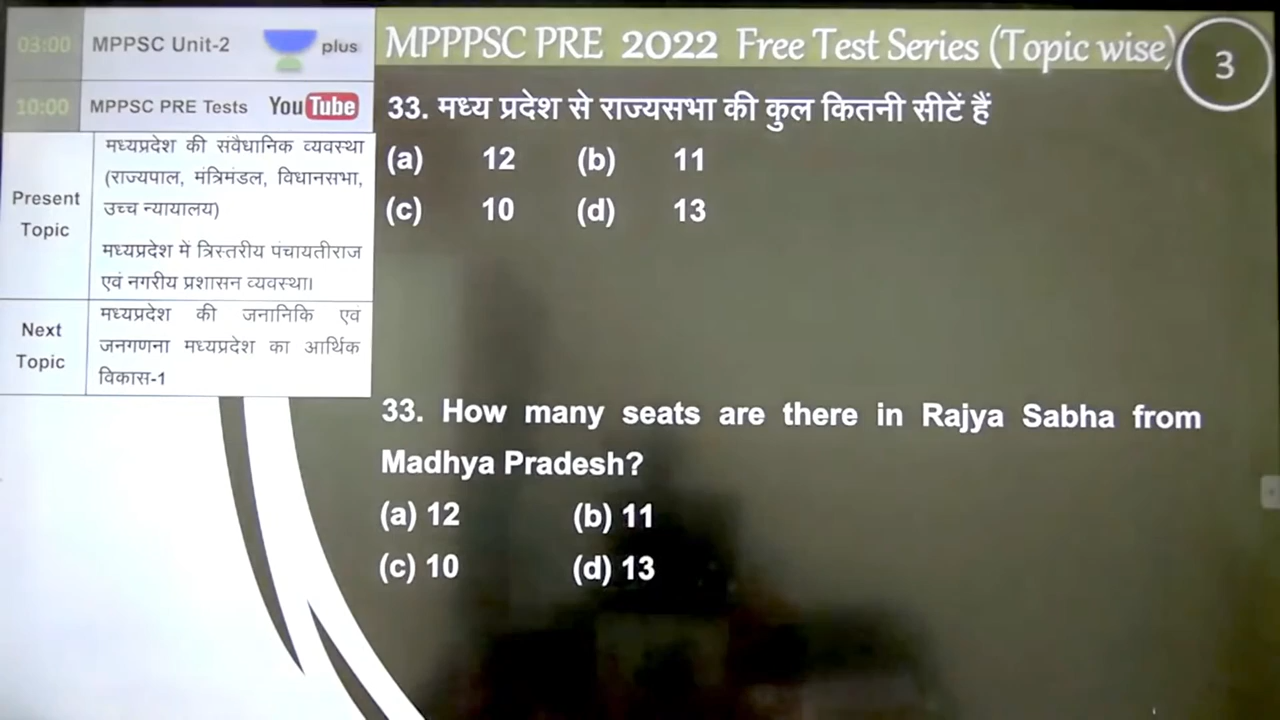 03:00 MPPSC Unit-2 plus
10:00 MPPSC PRE Tests YouTube
Present Topic
मध्यप्रदेश की संवैधानिक व्यवस्था
(राज्यपाल, मंत्रिमंडल, विधानसभा,
उच्च न्यायालय)
मध्यप्रदेश में त्रिस्तरीय पंचायतीराज
एवं नगरीय प्रशासन व्यवस्था।
Next Topic
मध्यप्रदेश की जनानिकि एवं
जनगणना मध्यप्रदेश का आर्थिक
विकास-1
MPPPSC PRE 2022 Free Test Series (Topic wise)
3
33. मध्य प्रदेश से राज्यसभा की कुल कितनी सीटें हैं
(a) 12 (b) 11
(c) 10 (d) 13
33. How many seats are there in Rajya Sabha from
Madhya Pradesh?
(a) 12 (b) 11
(c) 10 (d) 13